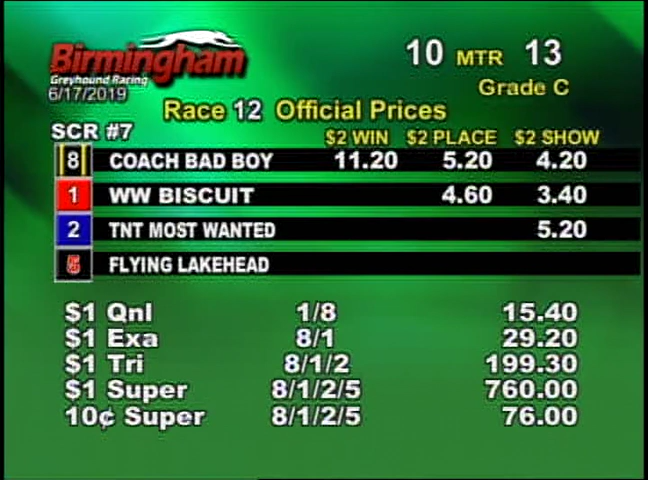 Birmingham
Greyhound Racing
10 MTR 13
6/17/2019
Grade C
Race 12 Official Prices
SCR #7
$2 WIN $2 PLACE $2 SHOW
8 COACH BAD BOY 11.20 5.20 4.20
1 WW BISCUIT 4.60 3.40
2 TNT MOST WANTED 5.20
5 FLYING LAKEHEAD
$1 Qnl 1/8 15.40
$1 Exa 8/1 29.20
$1 Tri 8/1/2 199.30
$1 Super 8/1/2/5 760.00
10¢ Super 8/1/2/5 76.00